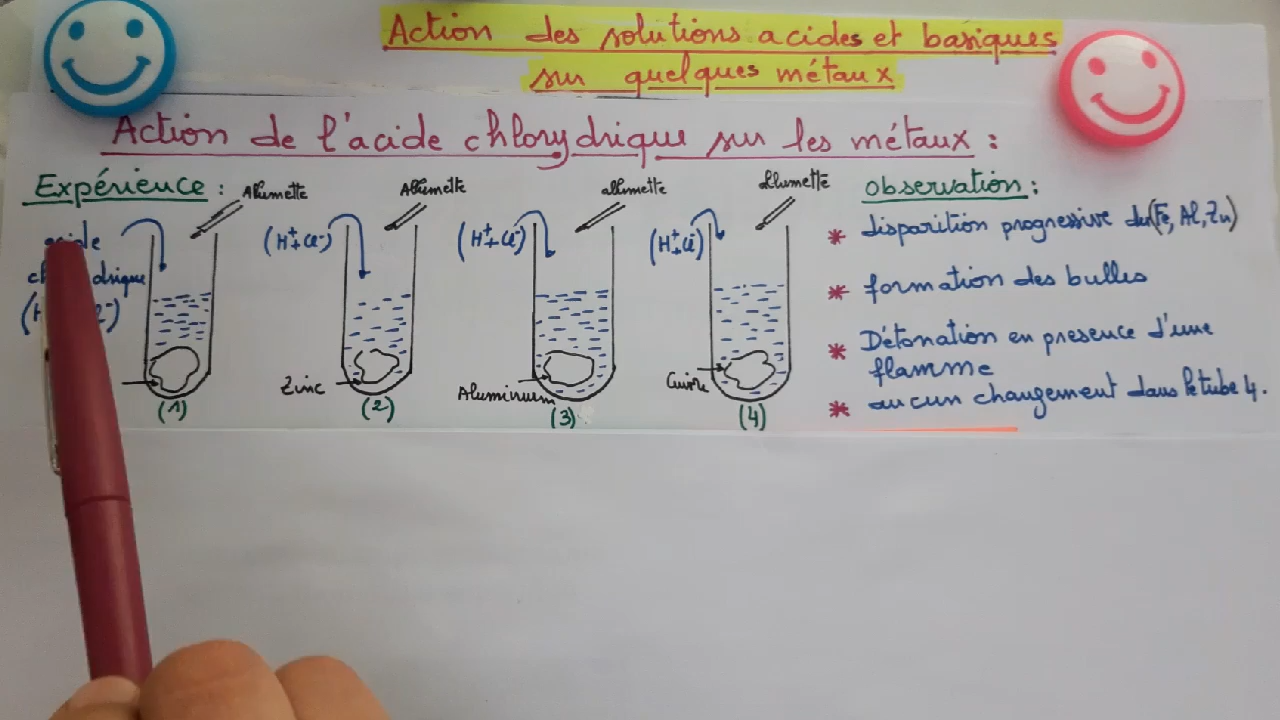 Action des solutions acides et basiques
sur quelques métaux
Action de l'acide chlorydrique sur les métaux :
Expérience :
Allumette
Allumette
allumette
allumette
observation :
acide
(H⁺+Cl⁻)
(H⁺+Cl⁻)
(H⁺+Cl⁻)
* disparition progressive du (Fe, Al, Zn)
* formation des bulles
* Détonation en presence d'une
flamme
* aucun changement dans le tube 4.
Zinc
Aluminium
Cuivre
(1)
(2)
(3)
(4)